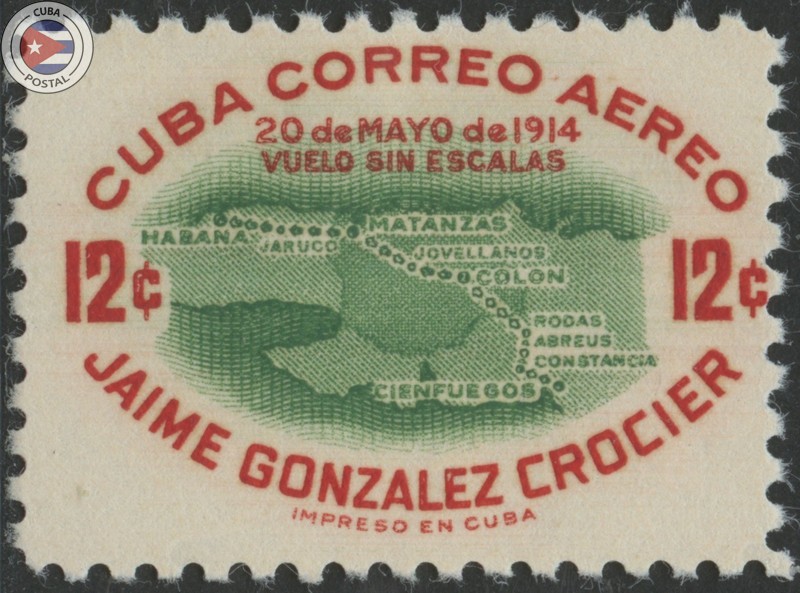 CUBA
POSTAL
CUBA CORREO AEREO
20 de MAYO de 1914
VUELO SIN ESCALAS
HABANA
JARUCO
MATANZAS
JOVELLANOS
COLON
12¢
12¢
RODAS
ABREUS
CONSTANCIA
CIENFUEGOS
JAIME GONZALEZ CROCIER
IMPRESO EN CUBA